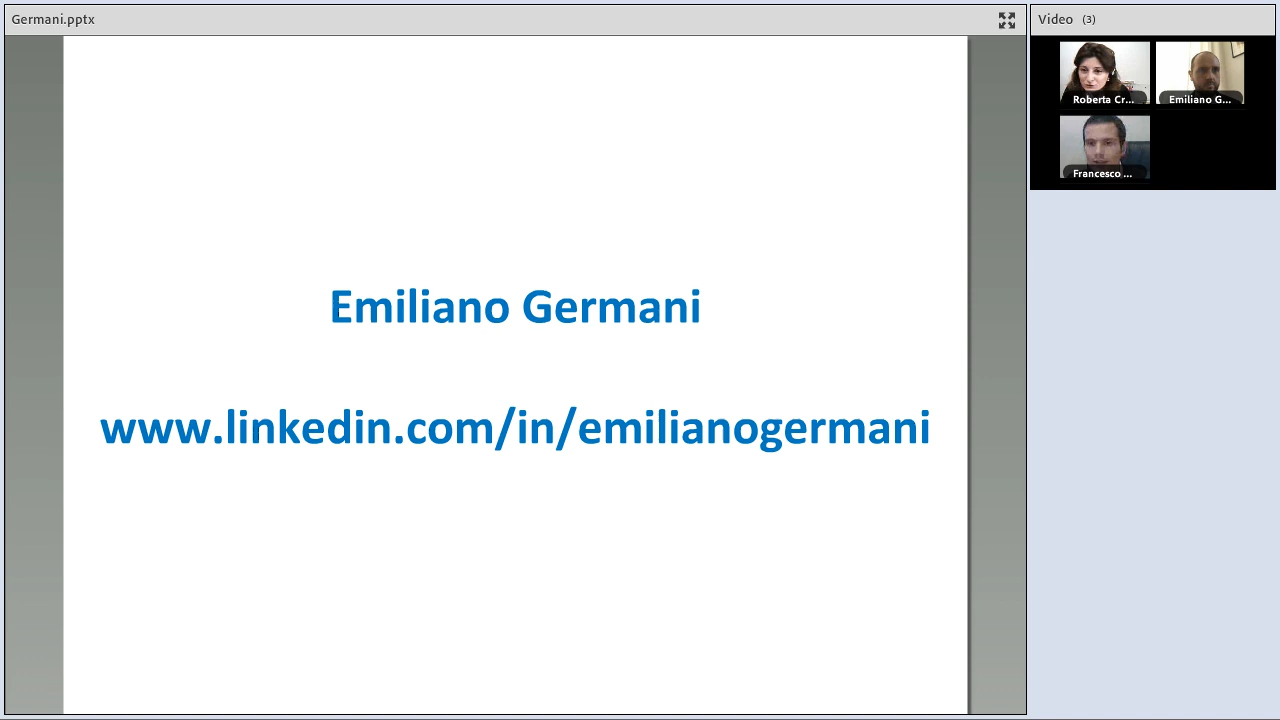 Germani.pptx
Video (3)
Roberta Cr...
Emiliano G...
Francesco ...
Emiliano Germani
www.linkedin.com/in/emilianogermani